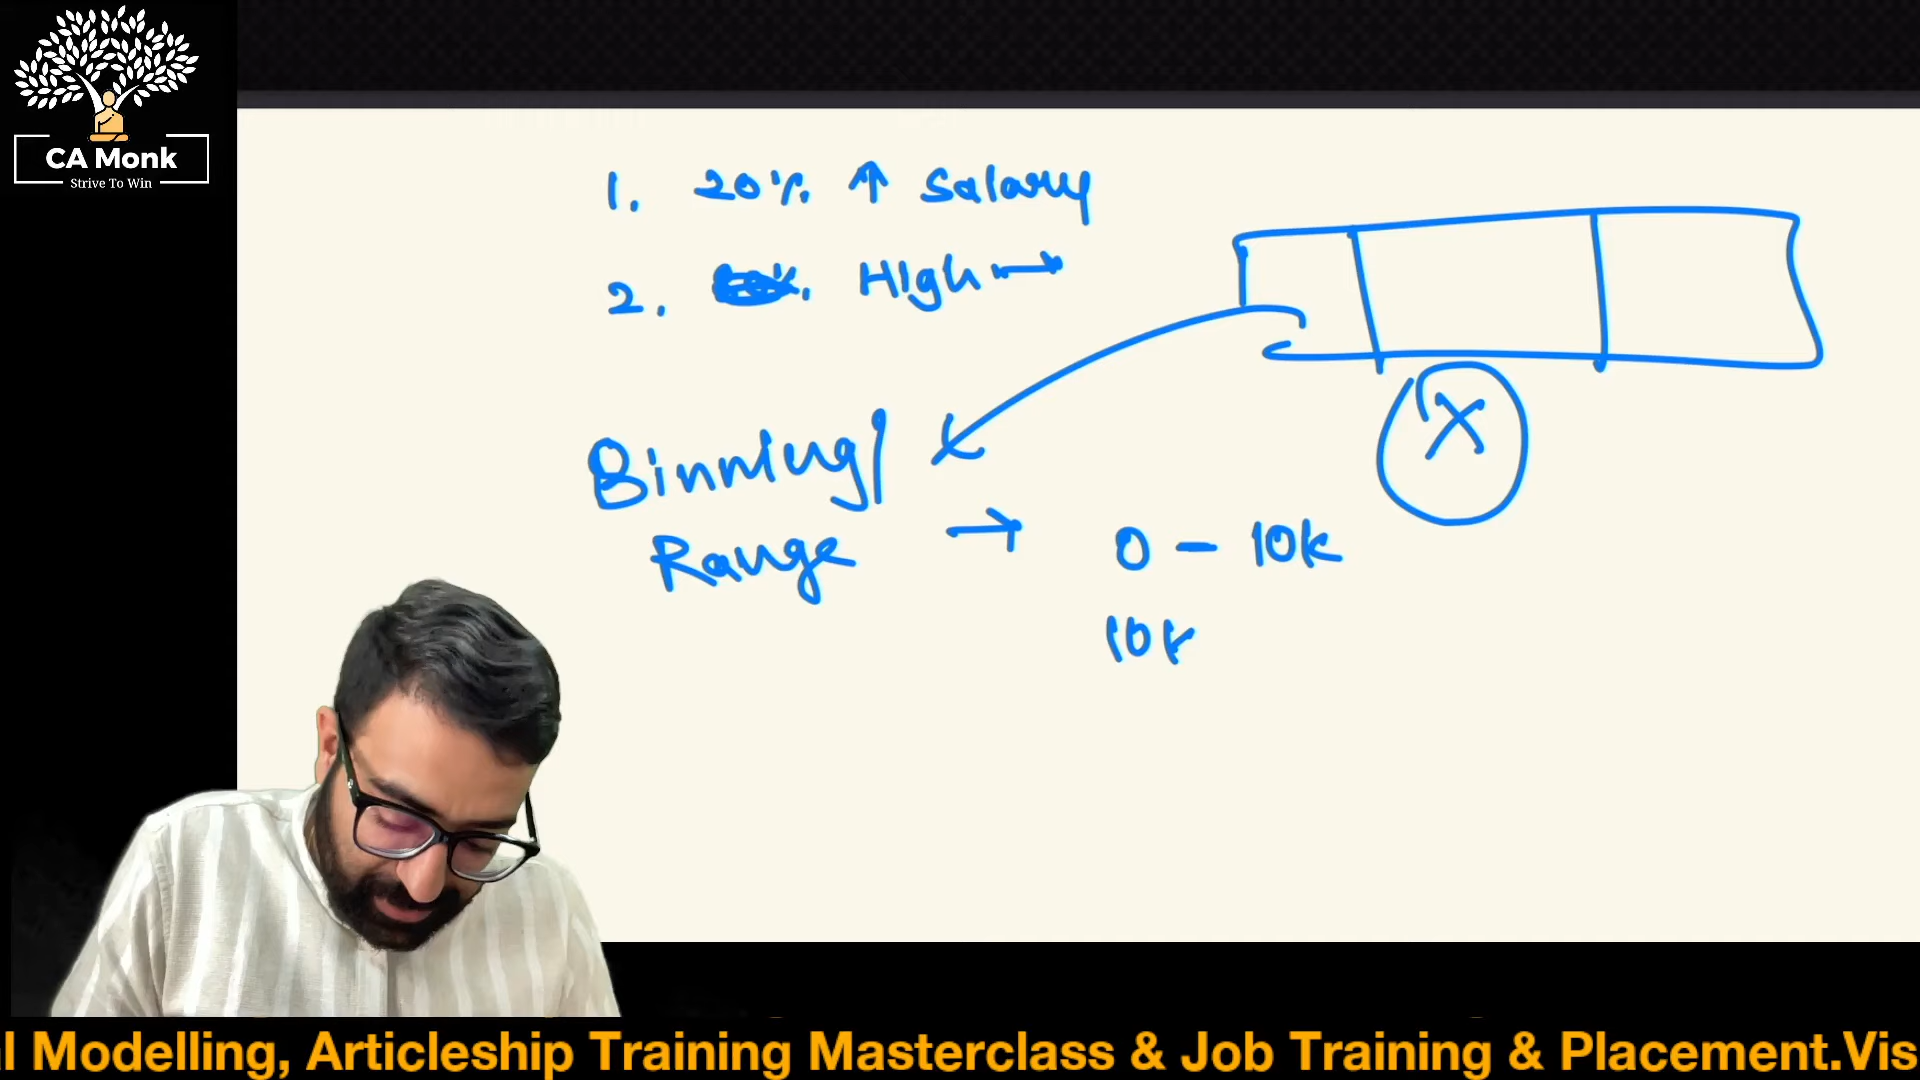 CA Monk
Strive To Win
1. 20% ↑ Salary
2. High →
Binning/
Range → 0 - 10k
10k
X
l Modelling, Articleship Training Masterclass & Job Training & Placement.Vis